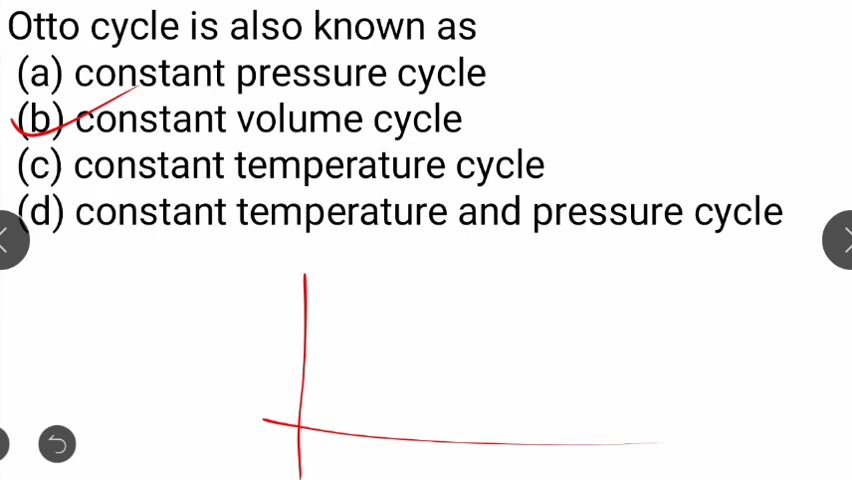 Otto cycle is also known as
(a) constant pressure cycle
(b) constant volume cycle
(c) constant temperature cycle
(d) constant temperature and pressure cycle